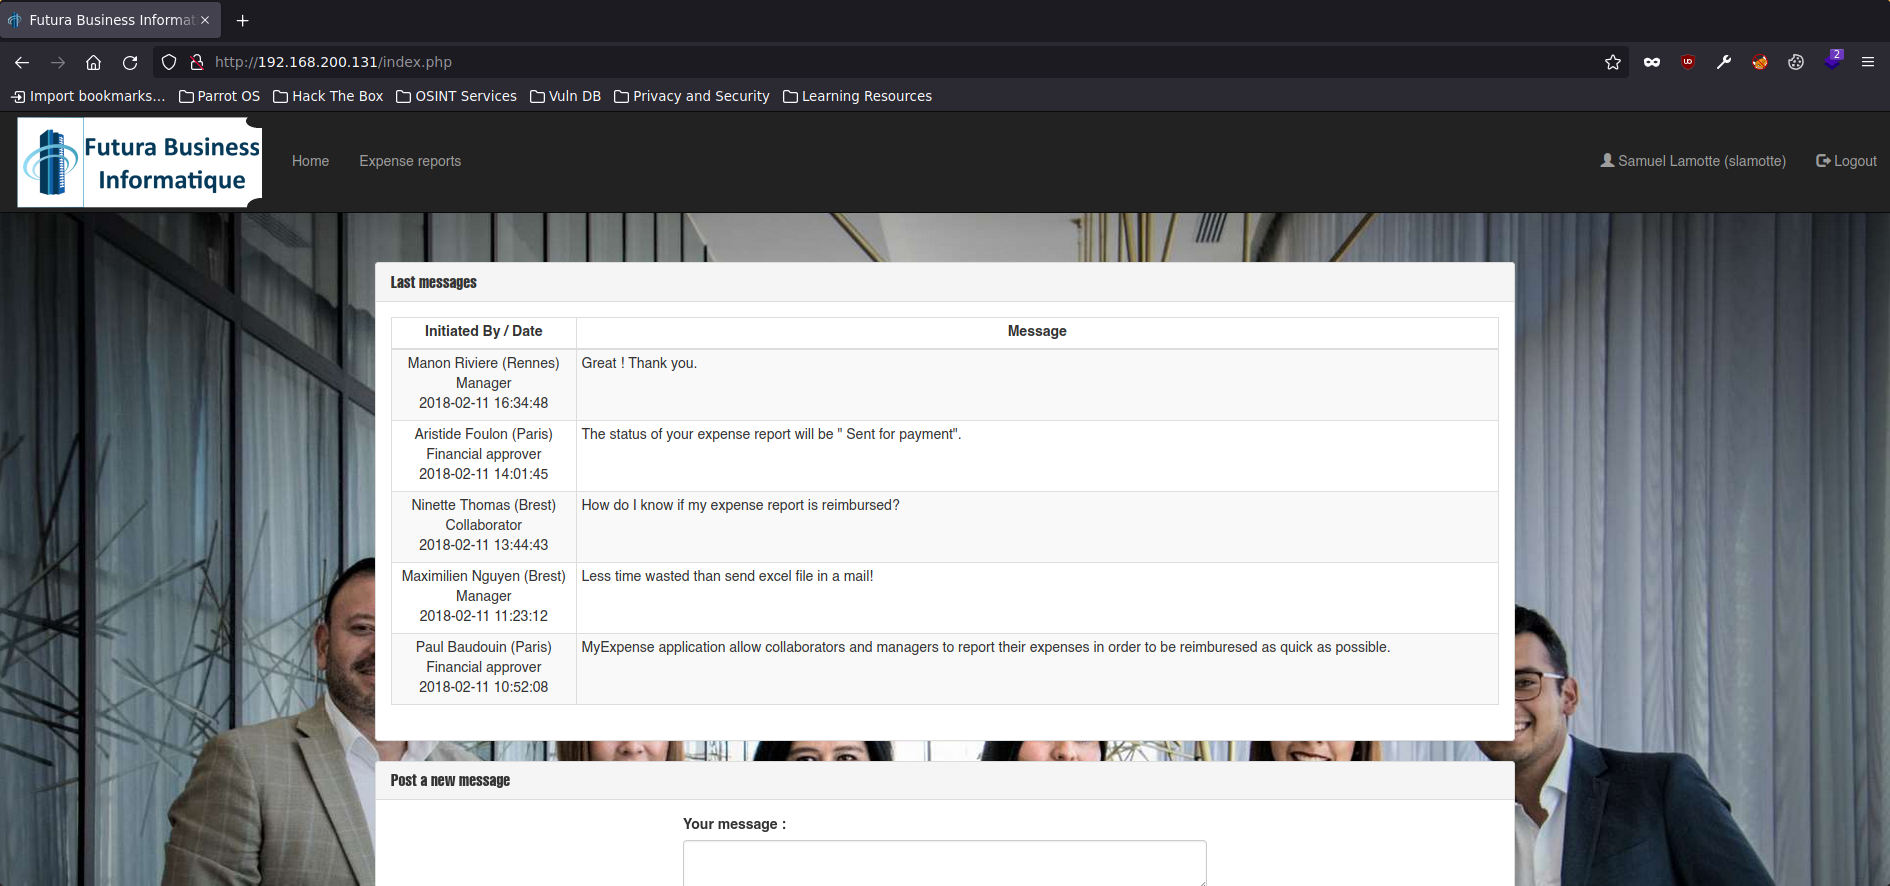 Futura Business Informat
http://192.168.200.131/index.php
2
Import bookmarks...
Parrot OS
Hack The Box
OSINT Services
Vuln DB
Privacy and Security
Learning Resources
Futura Business
Informatique
Home
Expense reports
Samuel Lamotte (slamotte)
Logout
Last messages
Initiated By / Date
Message
Manon Riviere (Rennes)
Manager
2018-02-11 16:34:48
Great ! Thank you.
Aristide Foulon (Paris)
Financial approver
2018-02-11 14:01:45
The status of your expense report will be " Sent for payment".
Ninette Thomas (Brest)
Collaborator
2018-02-11 13:44:43
How do I know if my expense report is reimbursed?
Maximilien Nguyen (Brest)
Manager
2018-02-11 11:23:12
Less time wasted than send excel file in a mail!
Paul Baudouin (Paris)
Financial approver
2018-02-11 10:52:08
MyExpense application allow collaborators and managers to report their expenses in order to be reimburesed as quick as possible.
Post a new message
Your message :